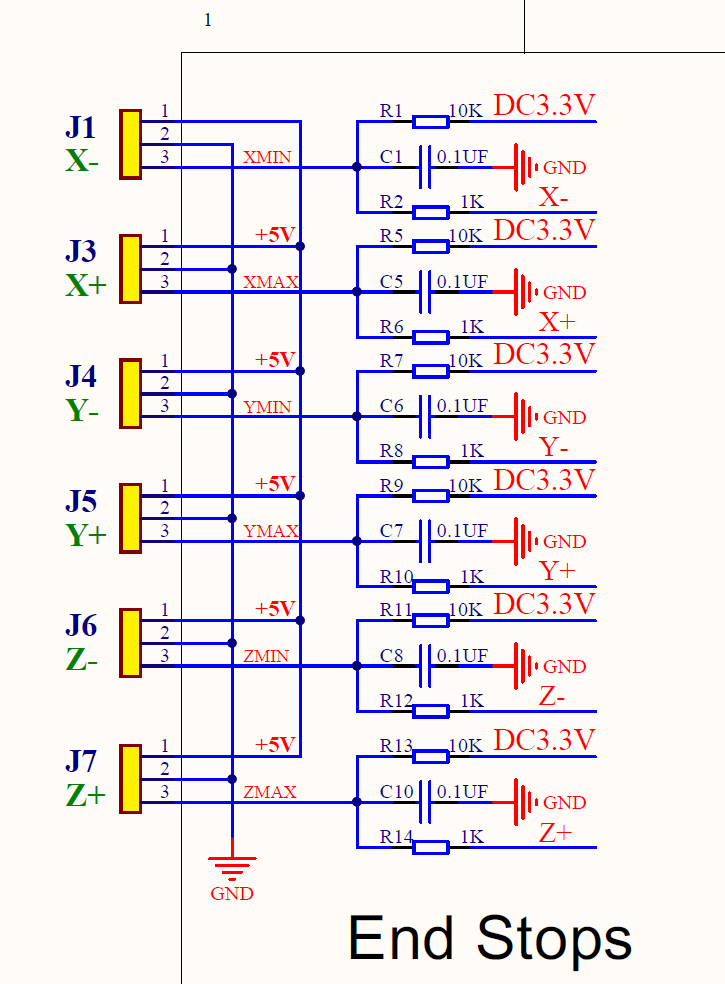 1
J1
X-
1
2
3
XMIN
R1 10K DC3.3V
C1 0.1UF GND
R2 1K X-
J3
X+
1
2
3
+5V
XMAX
R5 10K DC3.3V
C5 0.1UF GND
R6 1K X+
J4
Y-
1
2
3
+5V
YMIN
R7 10K DC3.3V
C6 0.1UF GND
R8 1K Y-
J5
Y+
1
2
3
+5V
YMAX
R9 10K DC3.3V
C7 0.1UF GND
R10 1K Y+
J6
Z-
1
2
3
+5V
ZMIN
R11 10K DC3.3V
C8 0.1UF GND
R12 1K Z-
J7
Z+
1
2
3
+5V
ZMAX
R13 10K DC3.3V
C10 0.1UF GND
R14 1K Z+
GND
End Stops